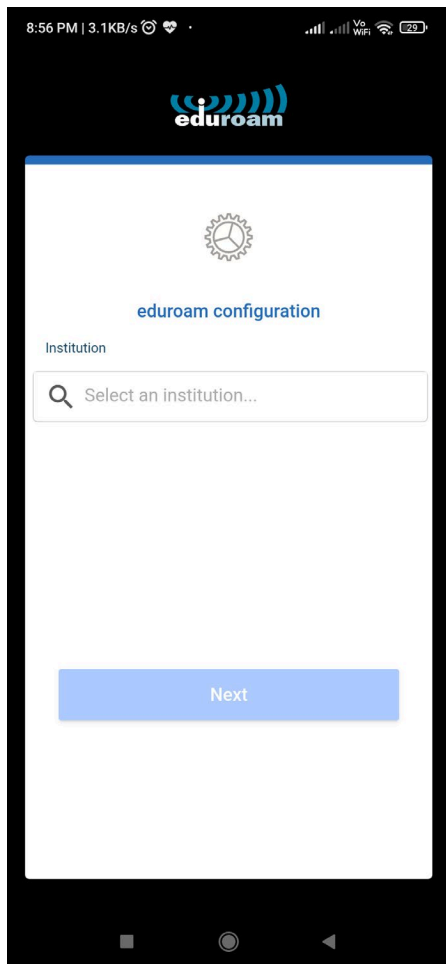 8:56 PM | 3.1KB/s Vo WiFi 29
eduroam
eduroam configuration
Institution
Select an institution...
Next